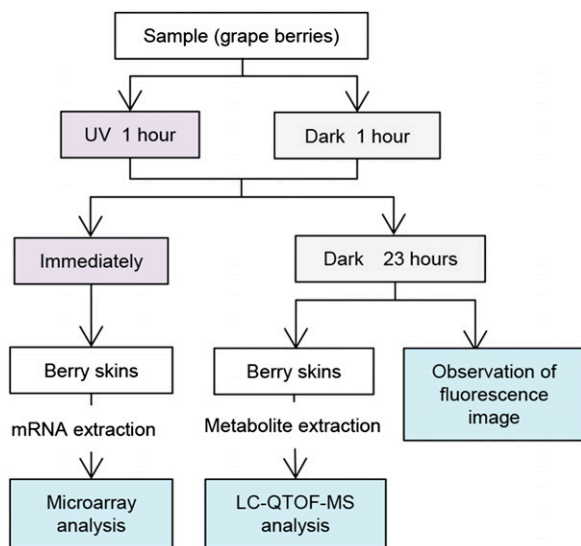 Sample (grape berries)
UV 1 hour
Dark 1 hour
Immediately
Dark 23 hours
Berry skins
Berry skins
Observation of
fluorescence
image
mRNA extraction
Metabolite extraction
Microarray
analysis
LC-QTOF-MS
analysis